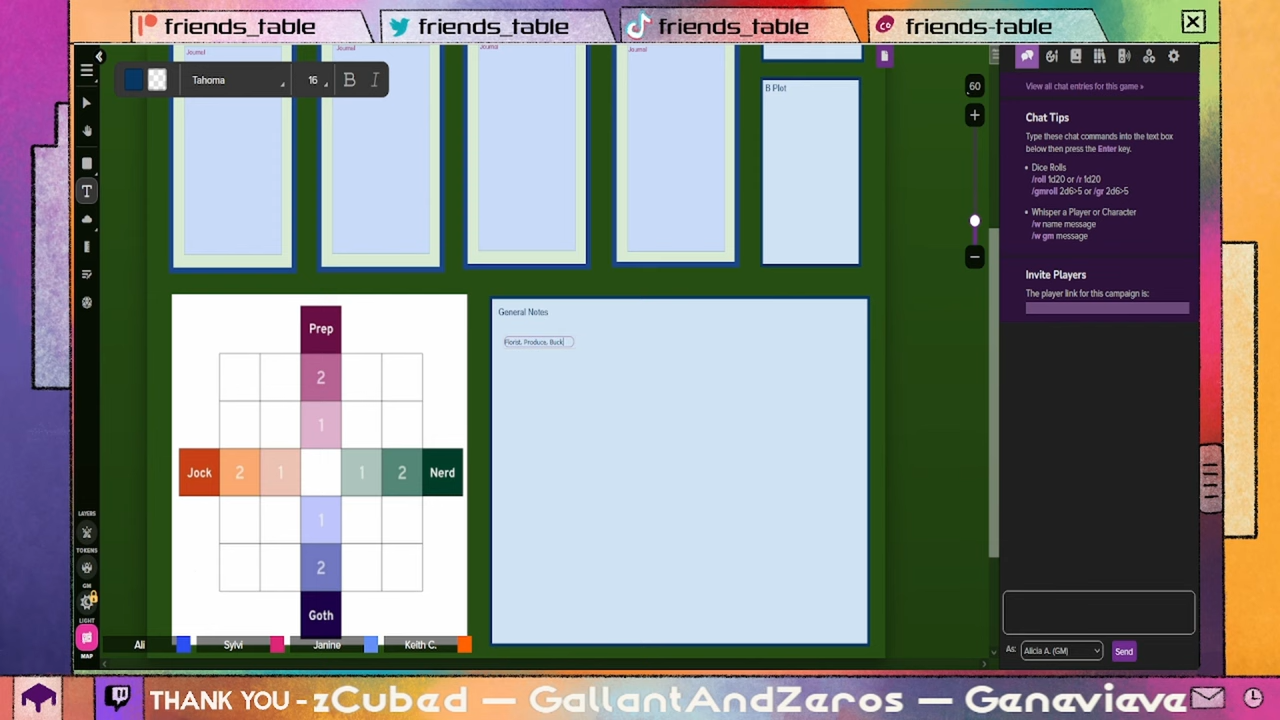 friends_table
friends_table
friends_table
friends-table
Journal
Journal
Journal
Journal
Tahoma
16
B
I
B Plot
60
View all chat entries for this game »
Chat Tips
Type these chat commands into the text box
below then press the Enter key.
• Dice Rolls
/roll 1d20 or /r 1d20
/gmroll 2d6>5 or /gr 2d6>5
• Whisper a Player or Character
/w name message
/w gm message
Invite Players
The player link for this campaign is:
General Notes
Florist, Produce, Buck
Prep
2
1
Jock
2
1
1
2
Nerd
1
2
Goth
LAYERS
TOKENS
GM
LIGHT
MAP
Ali
Sylvi
Janine
Keith C.
As:
Alicia A. (GM)
Send
THANK YOU - zCubed — GallantAndZeros — Genevieve